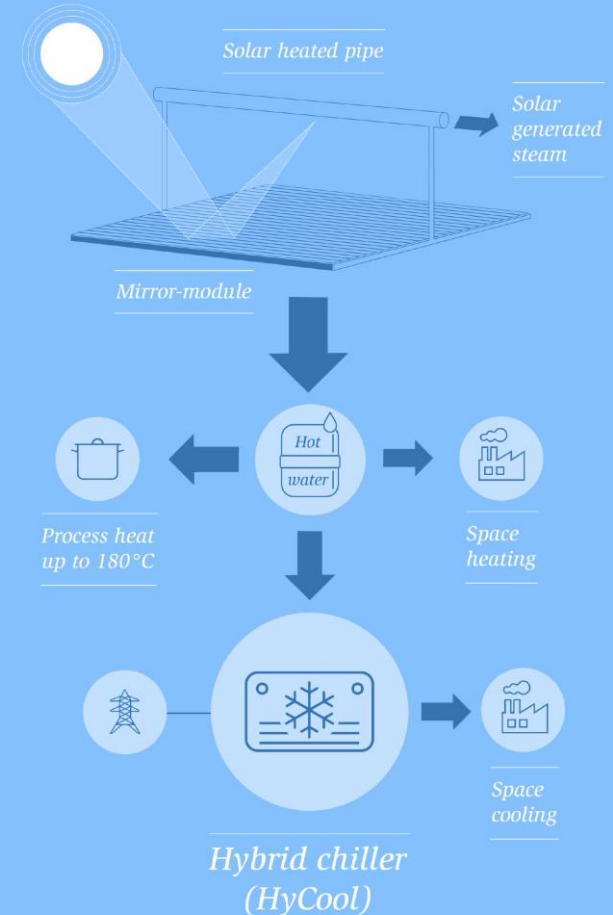 Solar heated pipe
Solar
generated
steam
Mirror-module
Hot
water
Process heat
up to 180°C
Space
heating
Space
cooling
Hybrid chiller
(HyCool)